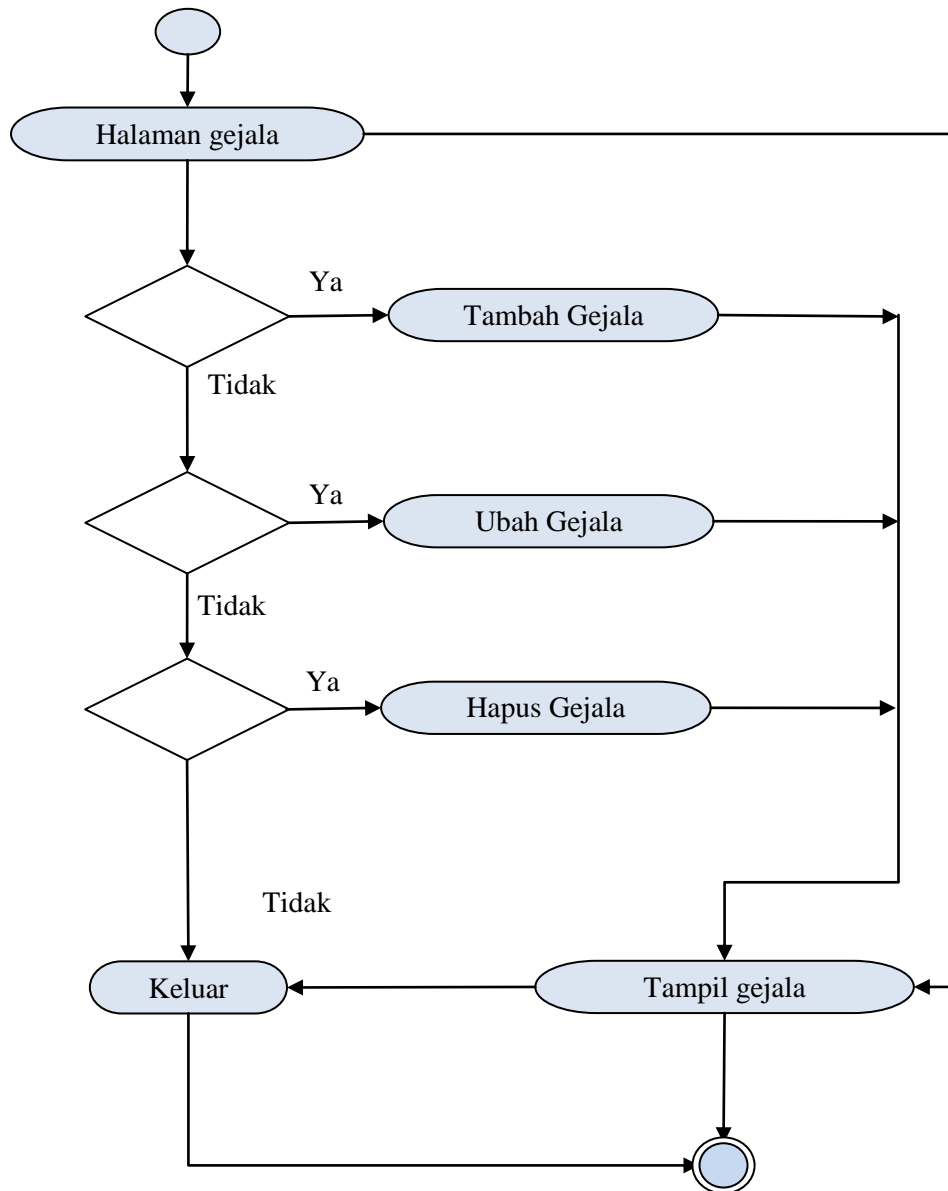 Halaman gejala
Ya
Tambah Gejala
Tidak
Ya
Ubah Gejala
Tidak
Ya
Hapus Gejala
Tidak
Keluar
Tampil gejala